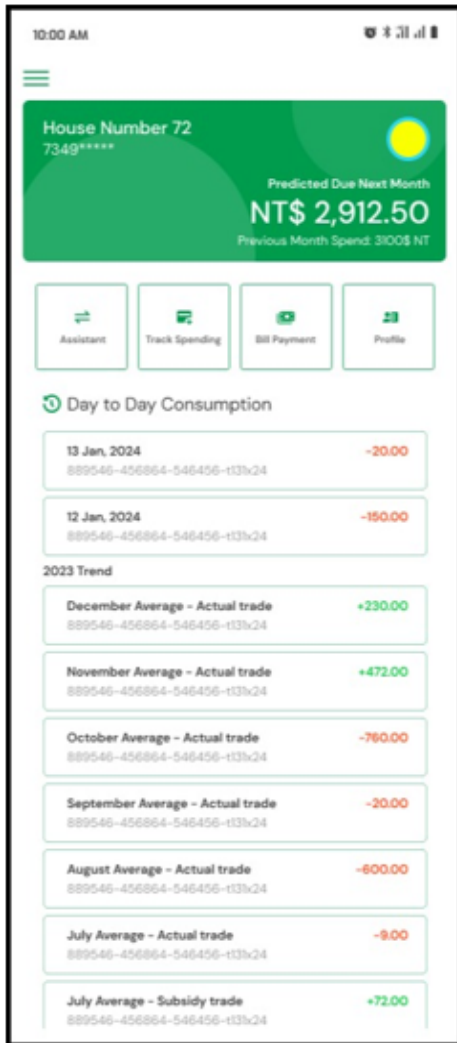 10:00 AM
House Number 72
7349*****
Predicted Due Next Month
NT$ 2,912.50
Previous Month Spend: 3100$ NT
Assistant
Track Spending
Bill Payment
Profile
Day to Day Consumption
13 Jan, 2024
-20.00
889546-456864-546456-t131x24
12 Jan, 2024
-150.00
889546-456864-546456-t131x24
2023 Trend
December Average - Actual trade
+230.00
889546-456864-546456-t131x24
November Average - Actual trade
+472.00
889546-456864-546456-t131x24
October Average - Actual trade
-760.00
889546-456864-546456-t131x24
September Average - Actual trade
-20.00
889546-456864-546456-t131x24
August Average - Actual trade
-600.00
889546-456864-546456-t131x24
July Average - Actual trade
-9.00
889546-456864-546456-t131x24
July Average - Subsidy trade
+72.00
889546-456864-546456-t131x24